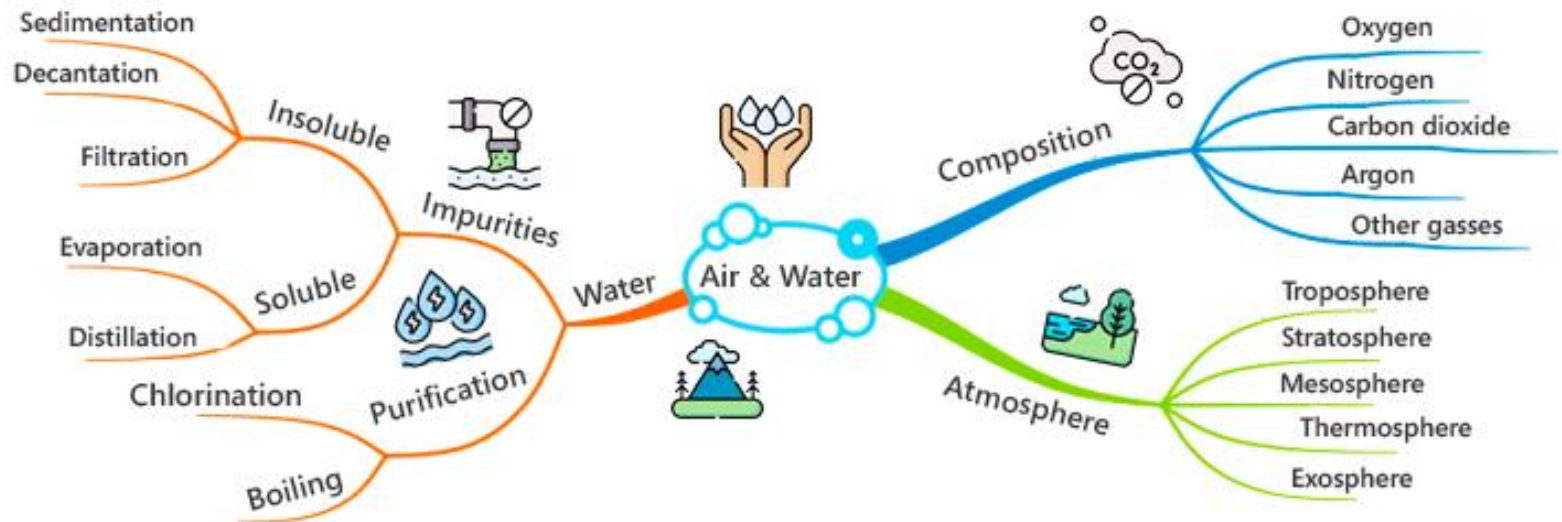 Sedimentation
Decantation
Filtration
Insoluble
Evaporation
Distillation
Soluble
Impurities
Chlorination
Boiling
Purification
Water
Air & Water
CO₂
Composition
Oxygen
Nitrogen
Carbon dioxide
Argon
Other gasses
Atmosphere
Troposphere
Stratosphere
Mesosphere
Thermosphere
Exosphere